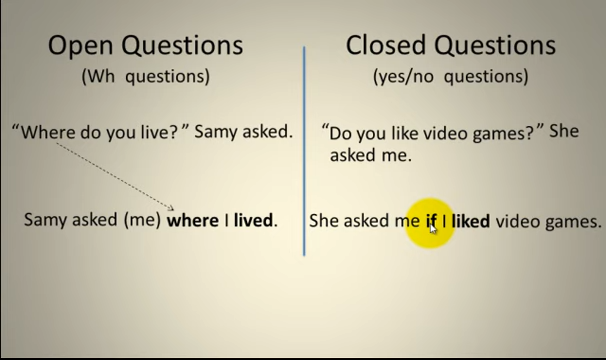 Open Questions
(Wh questions)
“Where do you live?” Samy asked.
Samy asked (me) where I lived.
Closed Questions
(yes/no questions)
“Do you like video games?” She
asked me.
She asked me if I liked video games.